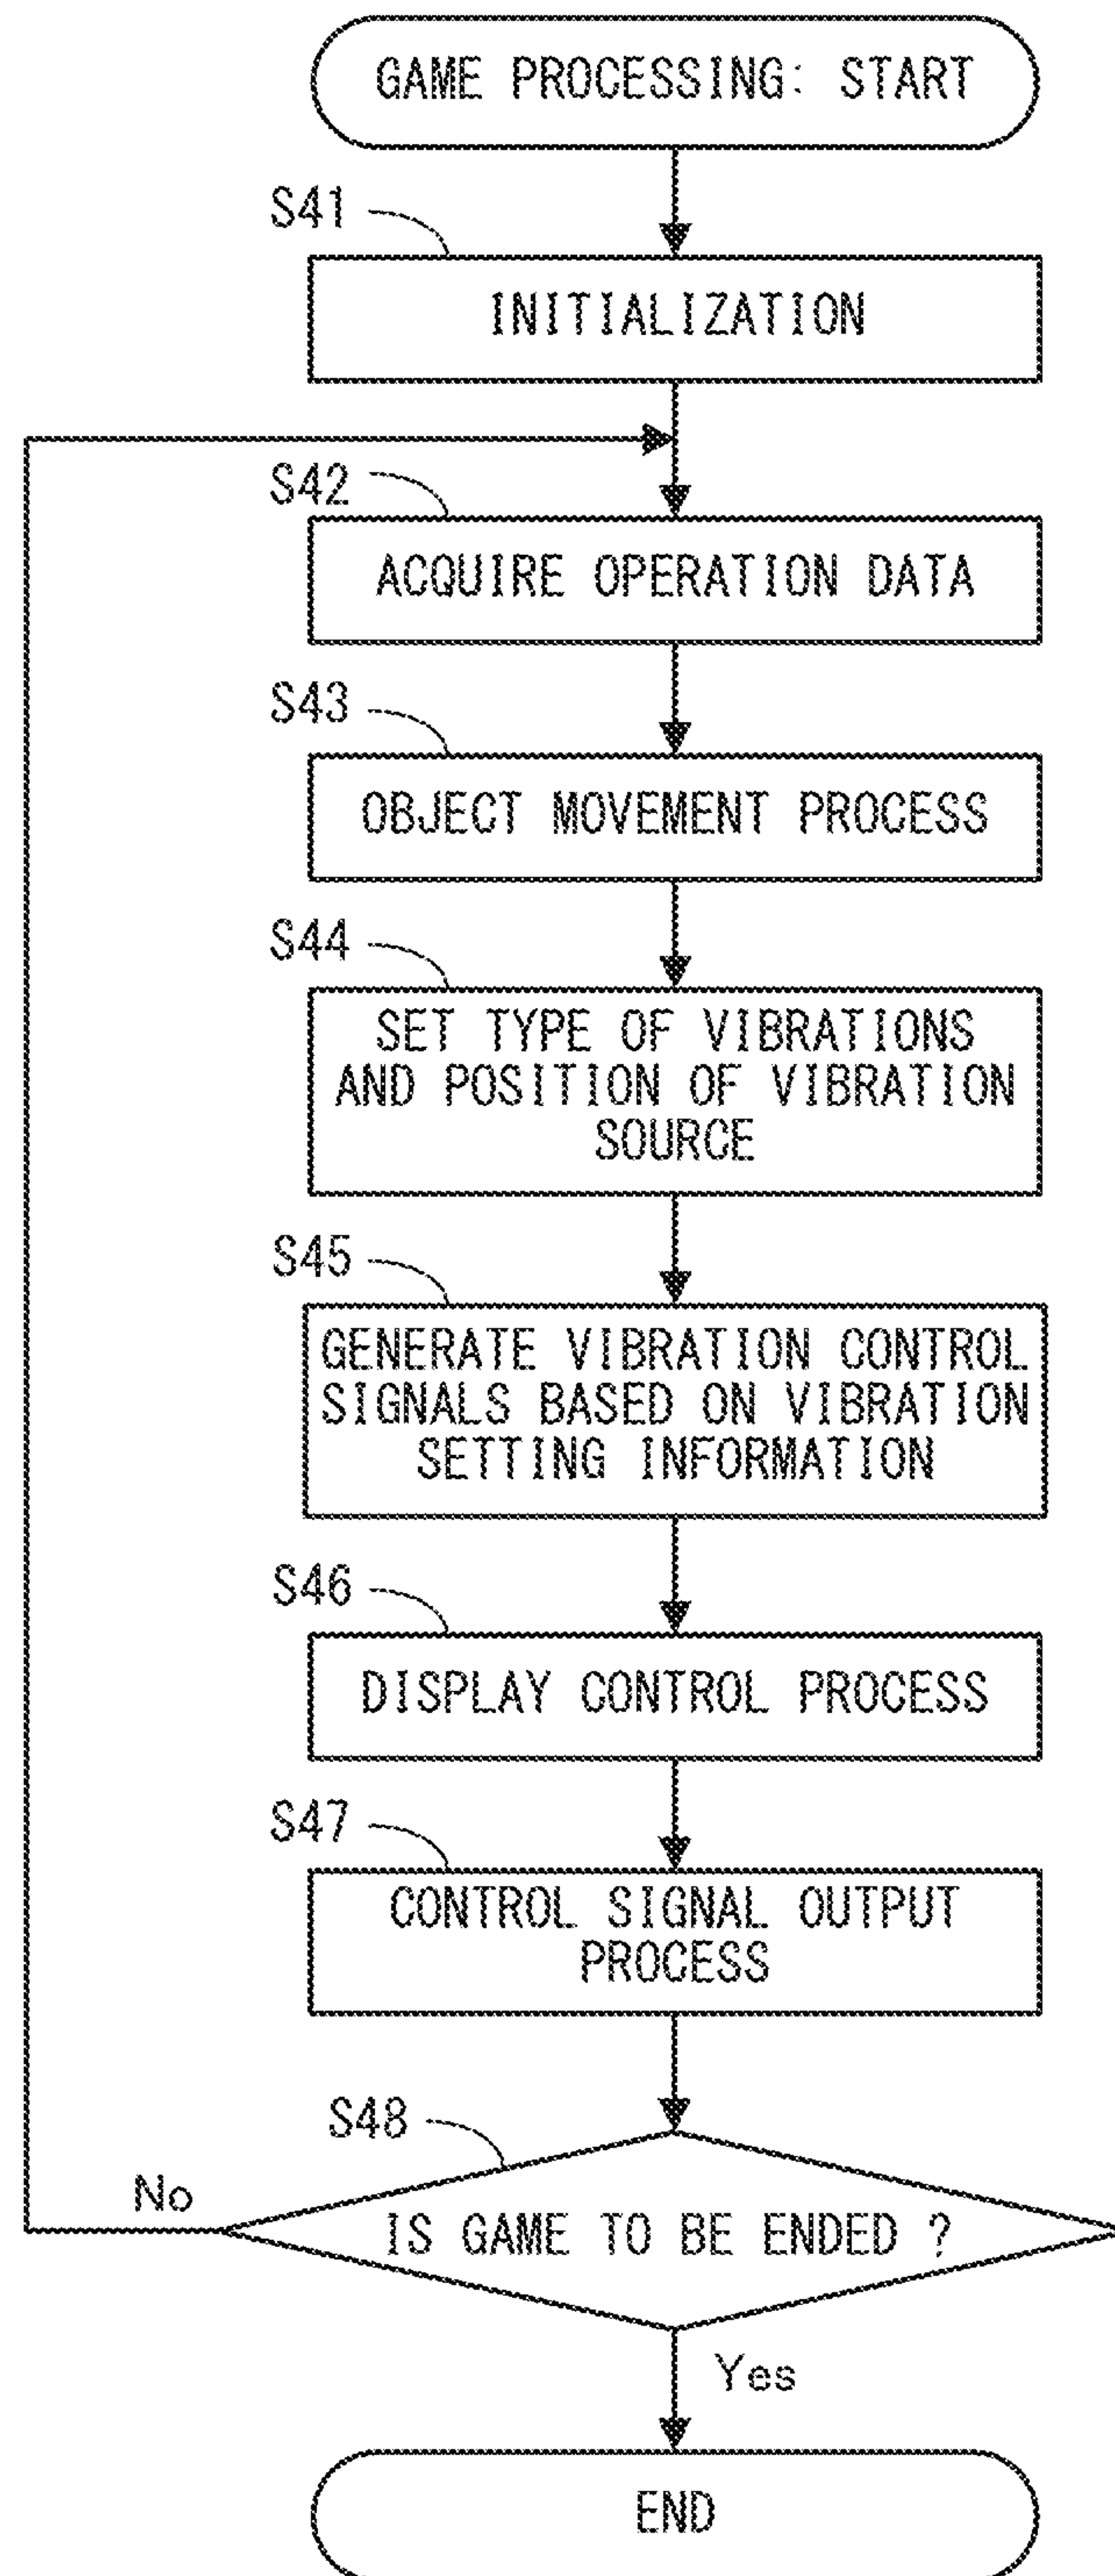 GAME PROCESSING: START
S41
INITIALIZATION
S42
ACQUIRE OPERATION DATA
S43
OBJECT MOVEMENT PROCESS
S44
SET TYPE OF VIBRATIONS
AND POSITION OF VIBRATION
SOURCE
S45
GENERATE VIBRATION CONTROL
SIGNALS BASED ON VIBRATION
SETTING INFORMATION
S46
DISPLAY CONTROL PROCESS
S47
CONTROL SIGNAL OUTPUT
PROCESS
S48
No
IS GAME TO BE ENDED ?
Yes
END